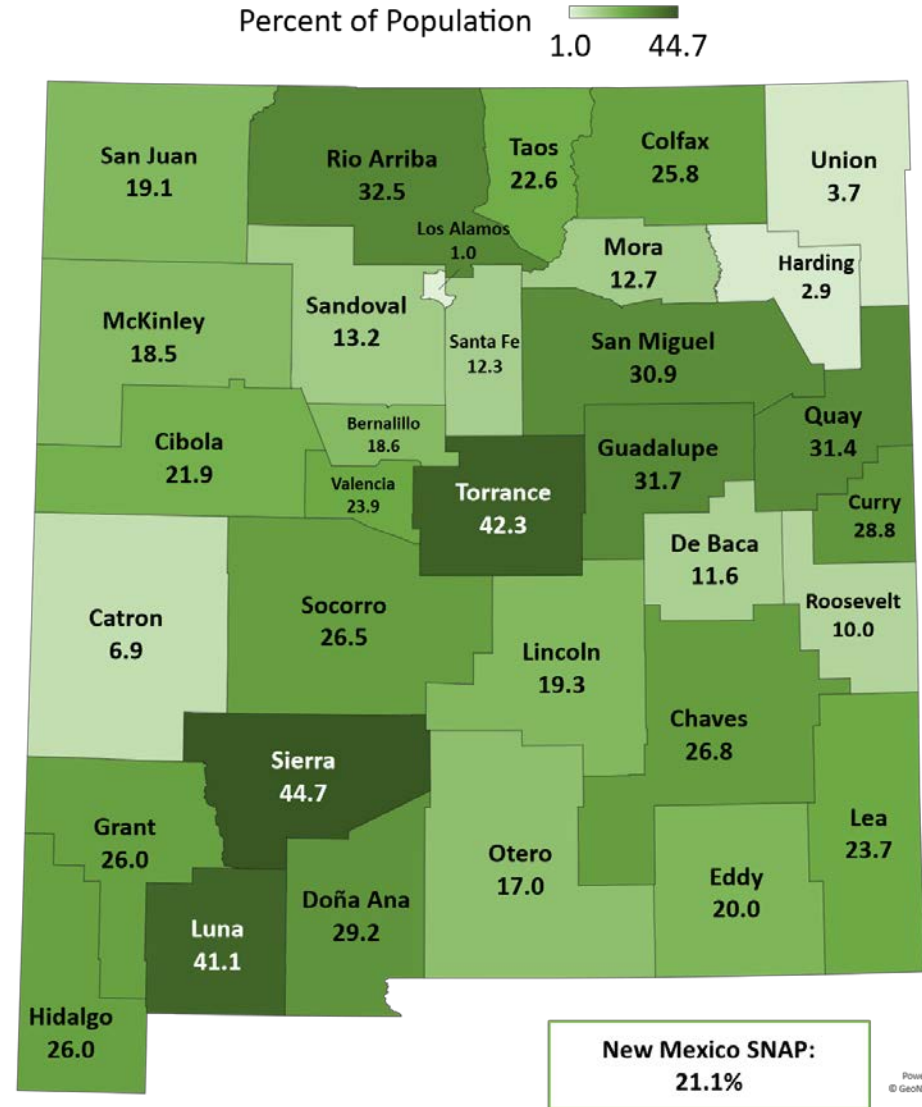 Percent of Population
1.0 44.7
San Juan
19.1
Rio Arriba
32.5
Taos
22.6
Colfax
25.8
Union
3.7
Los Alamos
1.0
Mora
12.7
Harding
2.9
McKinley
18.5
Sandoval
13.2
Santa Fe
12.3
San Miguel
30.9
Quay
31.4
Cibola
21.9
Bernalillo
18.6
Valencia
23.9
Torrance
42.3
Guadalupe
31.7
Curry
28.8
De Baca
11.6
Roosevelt
10.0
Catron
6.9
Socorro
26.5
Lincoln
19.3
Chaves
26.8
Sierra
44.7
Grant
26.0
Otero
17.0
Eddy
20.0
Lea
23.7
Luna
41.1
Doña Ana
29.2
Hidalgo
26.0
New Mexico SNAP:
21.1%
Powe
© GeoN